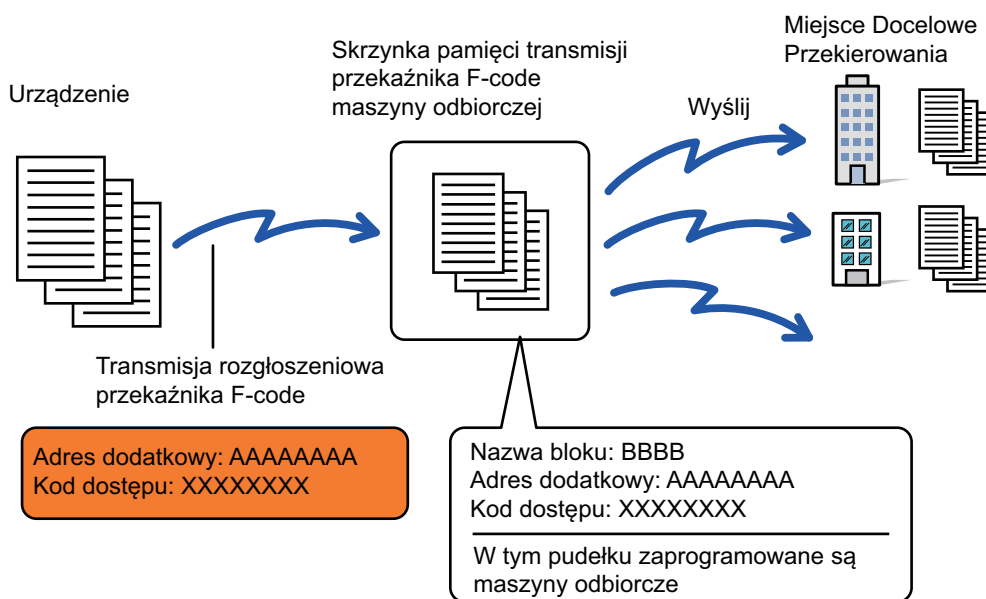 Urządzenie
Skrzynka pamięci transmisji
przekaźnika F-code
maszyny odbiorczej
Wyślij
Miejsce Docelowe
Przekierowania
Transmisja rozgłoszeniowa
przekaźnika F-code
Adres dodatkowy: AAAAAAAA
Kod dostępu: XXXXXXXX
Nazwa bloku: BBBB
Adres dodatkowy: AAAAAAAA
Kod dostępu: XXXXXXXX
W tym pudełku zaprogramowane są
maszyny odbiorcze